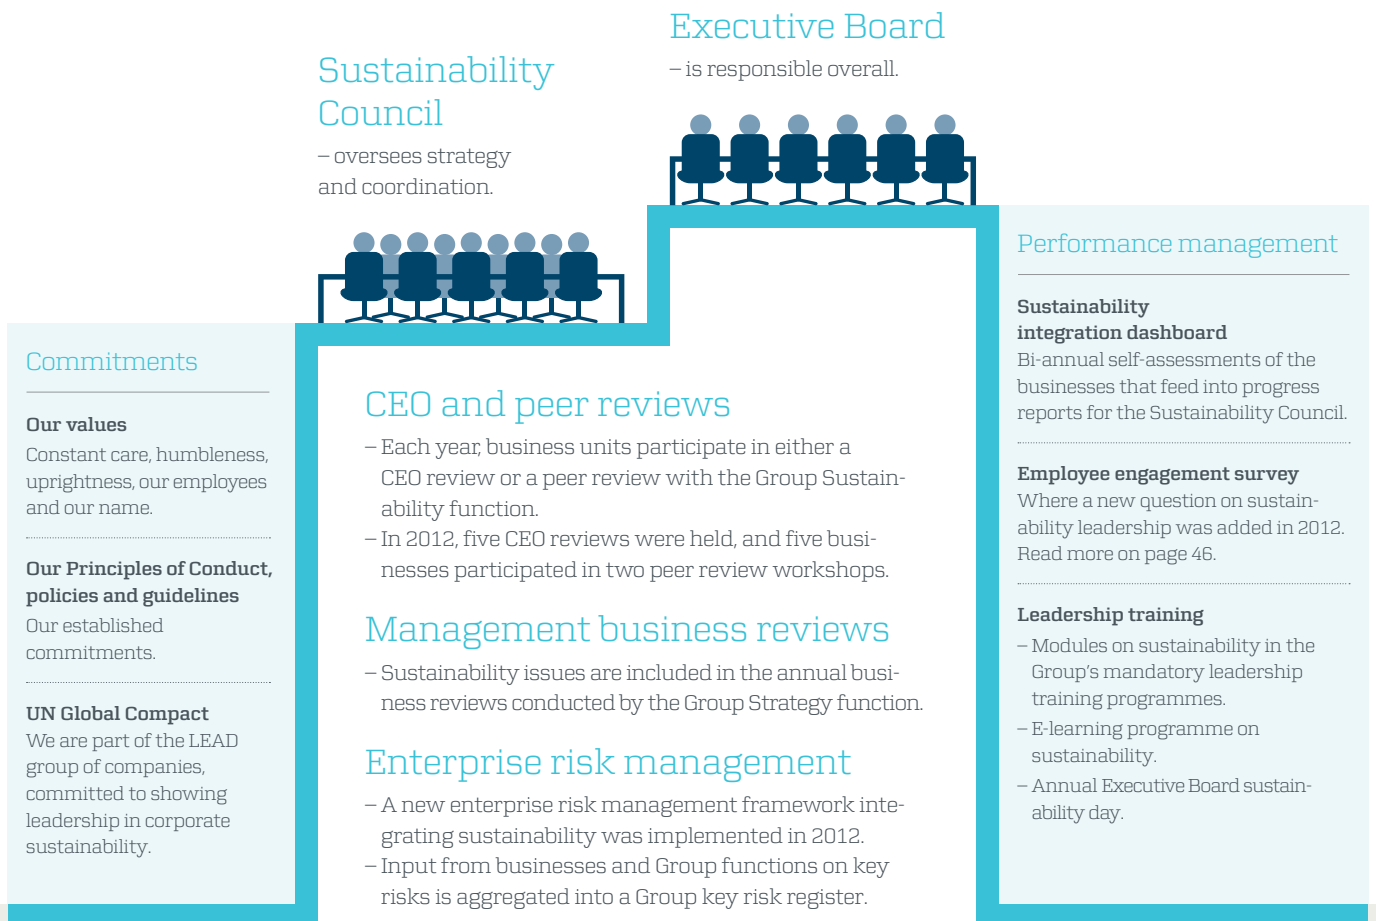 Executive Board
– is responsible overall.
Sustainability
Council
– oversees strategy
and coordination.
Commitments
Our values
Constant care, humbleness,
uprightness, our employees
and our name.
Our Principles of Conduct,
policies and guidelines
Our established
commitments.
UN Global Compact
We are part of the LEAD
group of companies,
committed to showing
leadership in corporate
sustainability.
CEO and peer reviews
– Each year, business units participate in either a
CEO review or a peer review with the Group Sustain-
ability function.
– In 2012, five CEO reviews were held, and five busi-
nesses participated in two peer review workshops.
Management business reviews
– Sustainability issues are included in the annual busi-
ness reviews conducted by the Group Strategy function.
Enterprise risk management
– A new enterprise risk management framework inte-
grating sustainability was implemented in 2012.
– Input from businesses and Group functions on key
risks is aggregated into a Group key risk register.
Performance management
Sustainability
integration dashboard
Bi-annual self-assessments of the
businesses that feed into progress
reports for the Sustainability Council.
Employee engagement survey
Where a new question on sustain-
ability leadership was added in 2012.
Read more on page 46.
Leadership training
– Modules on sustainability in the
Group's mandatory leadership
training programmes.
– E-learning programme on
sustainability.
– Annual Executive Board sustain-
ability day.